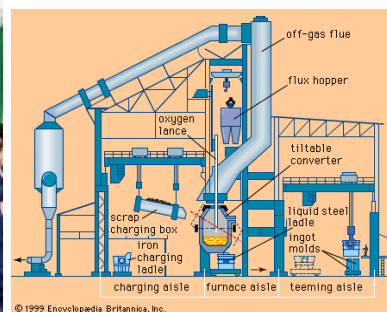 off-gas flue
flux hopper
oxygen
lance
tiltable
converter
scrap
charging box
liquid steel
ladle
iron
charging
ladle
ingot
molds
charging aisle
furnace aisle
teeming aisle
© 1999 Encyclopædia Britannica, Inc.